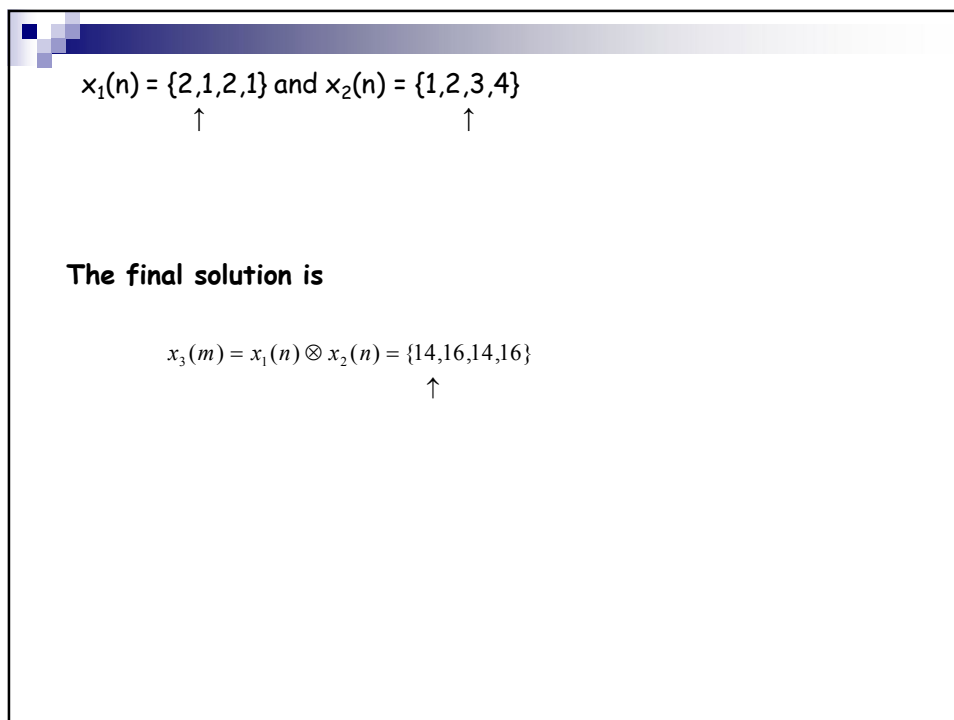 x₁(n) = {2,1,2,1} and x₂(n) = {1,2,3,4}
↑ ↑
The final solution is
x₃(m) = x₁(n) ⊗ x₂(n) = {14,16,14,16}
↑